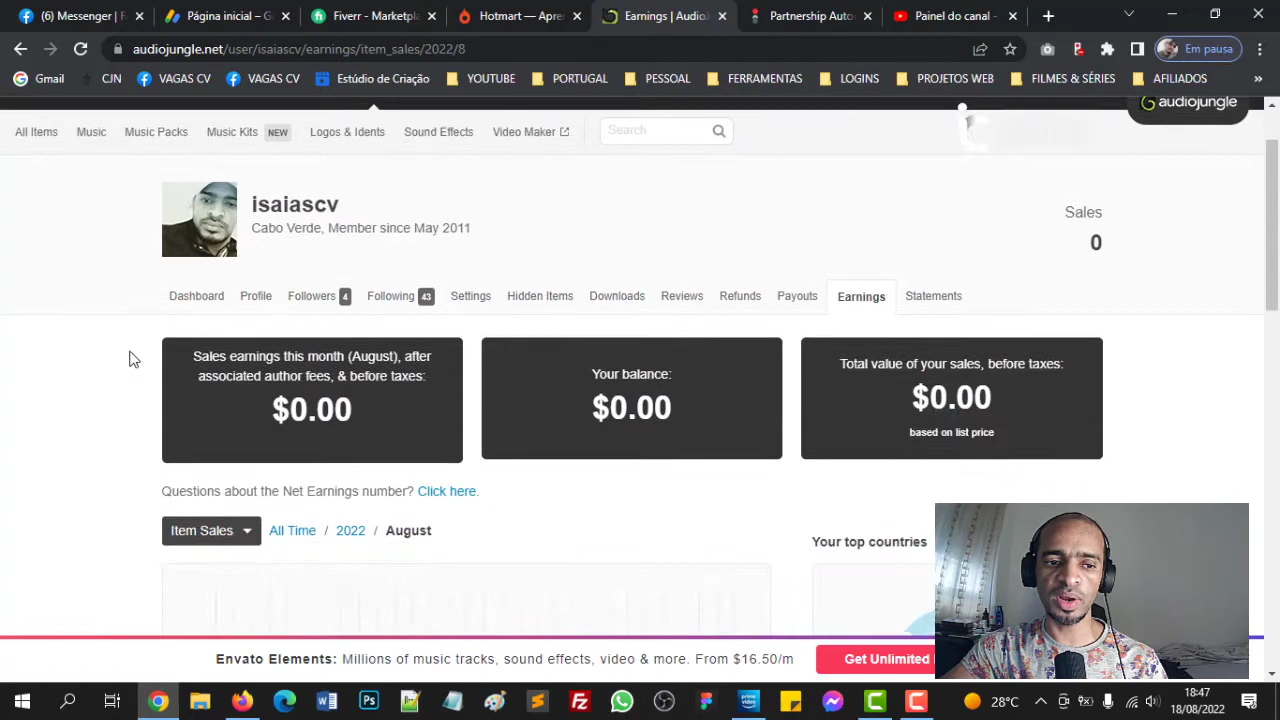 (6) Messenger | F
Página inicial – G
Fiverr - Marketpla
Hotmart — Apren
Earnings | AudioJ
Partnership Auto
Painel do canal -
audiojungle.net/user/isaiascv/earnings/item_sales/2022/8
Em pausa
Gmail CJN VAGAS CV VAGAS CV Estúdio de Criação YOUTUBE PORTUGAL PESSOAL FERRAMENTAS LOGINS PROJETOS WEB FILMES & SÉRIES AFILIADOS »
audiojungle
All Items Music Music Packs Music Kits NEW Logos & Idents Sound Effects Video Maker Search
isaiascv
Cabo Verde, Member since May 2011
Sales
0
Dashboard Profile Followers 4 Following 43 Settings Hidden Items Downloads Reviews Refunds Payouts Earnings Statements
Sales earnings this month (August), after
associated author fees, & before taxes:
$0.00
Your balance:
$0.00
Total value of your sales, before taxes:
$0.00
based on list price
Questions about the Net Earnings number? Click here.
Item Sales All Time / 2022 / August
Your top countries
Envato Elements: Millions of music tracks, sound effects, video & more. From $16.50/m
Get Unlimited
28°C
18:47
18/08/2022